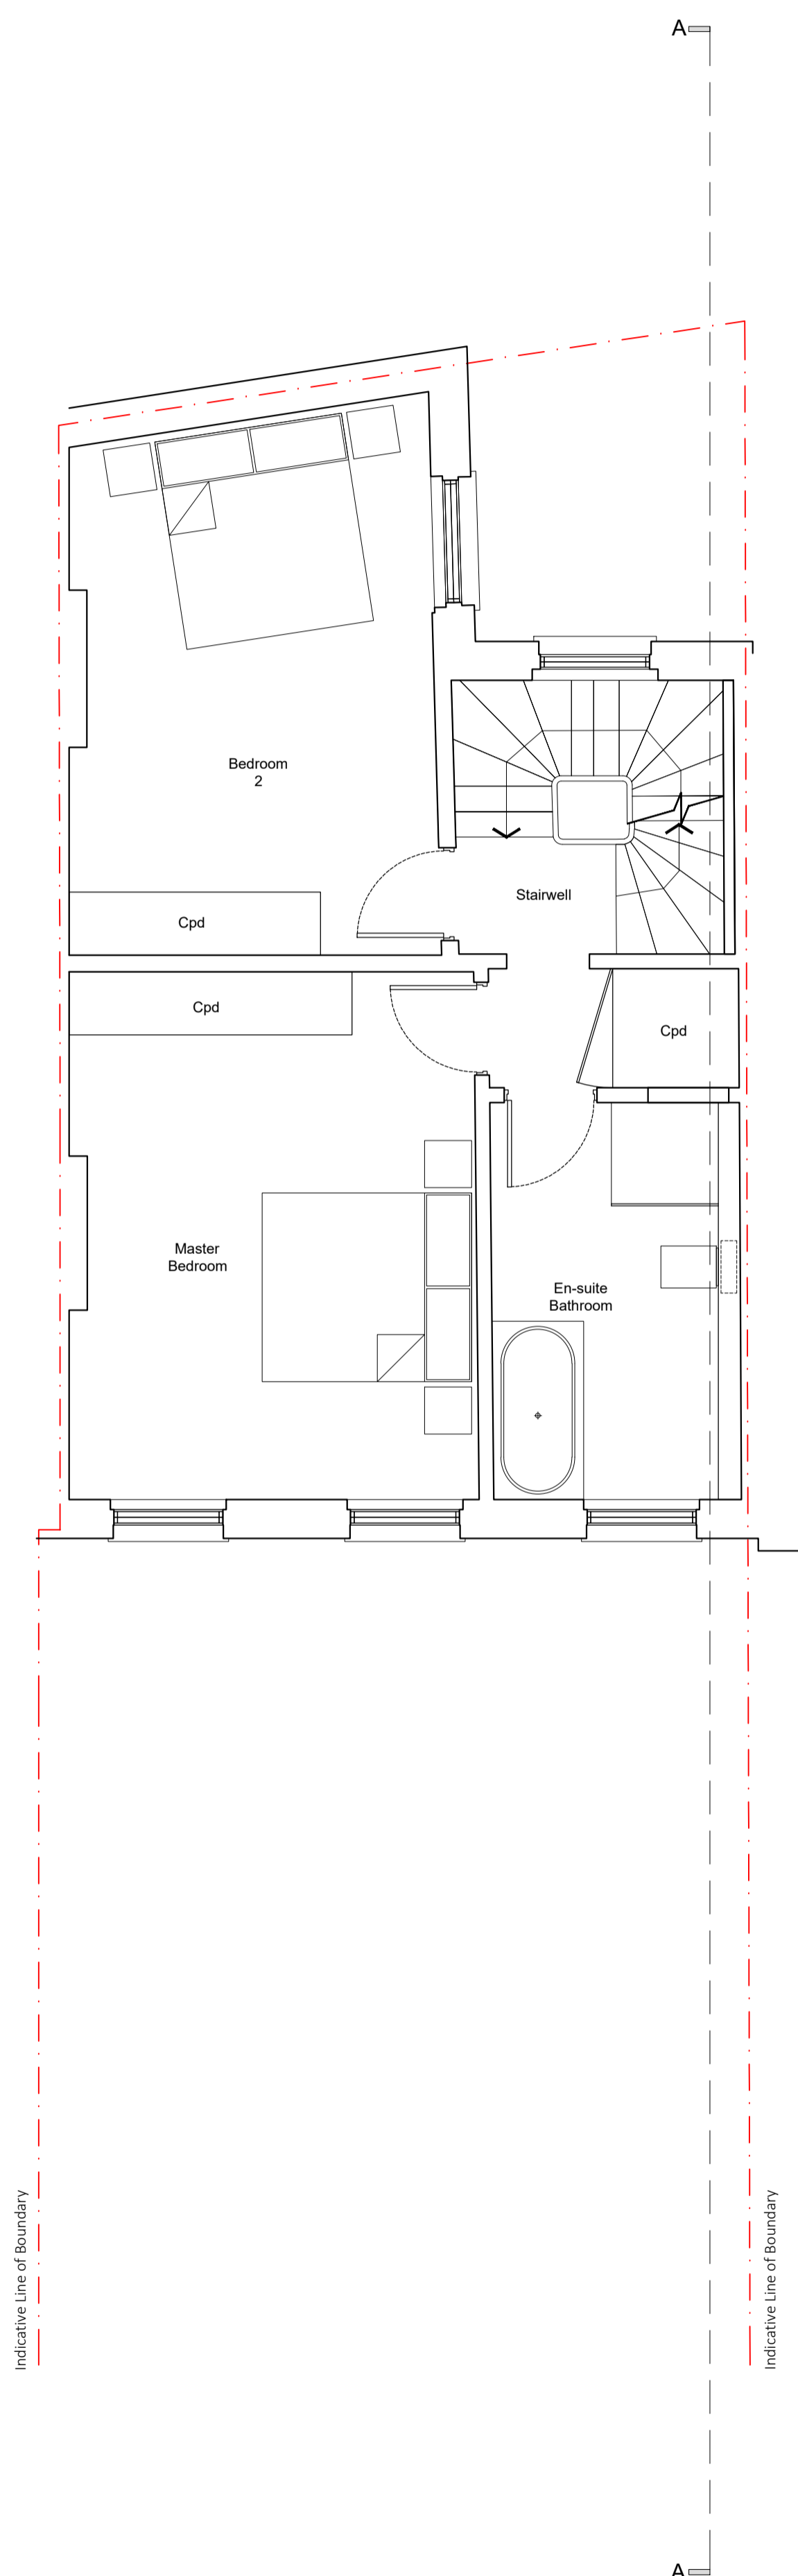 A
Bedroom
2
Stairwell
Cpd
Cpd
Cpd
Master
Bedroom
En-suite
Bathroom
Indicative Line of Boundary
Indicative Line of Boundary
A